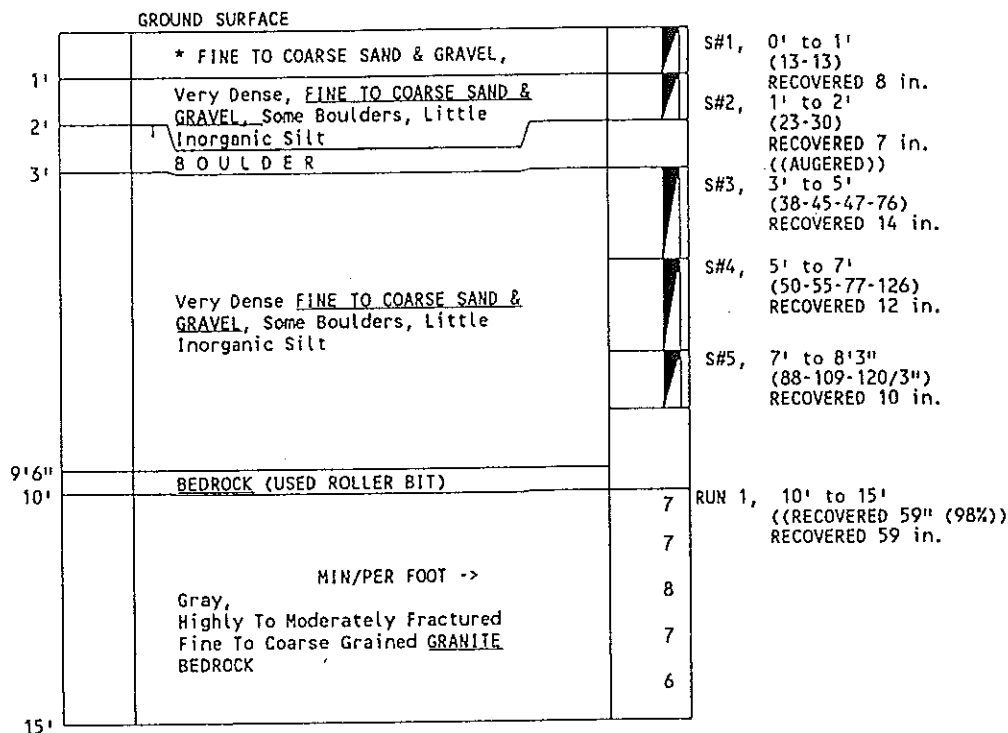 GROUND SURFACE
* FINE TO COARSE SAND & GRAVEL,
S#1, 0' to 1'
(13-13)
RECOVERED 8 in.
1'
Very Dense, FINE TO COARSE SAND &
GRAVEL, Some Boulders, Little
Inorganic Silt
S#2, 1' to 2'
(23-30)
RECOVERED 7 in.
((AUGERED))
2'
BOULDER
3'
S#3, 3' to 5'
(38-45-47-76)
RECOVERED 14 in.
S#4, 5' to 7'
(50-55-77-126)
RECOVERED 12 in.
Very Dense FINE TO COARSE SAND &
GRAVEL, Some Boulders, Little
Inorganic Silt
S#5, 7' to 8'3"
(88-109-120/3")
RECOVERED 10 in.
9'6"
BEDROCK (USED ROLLER BIT)
10'
RUN 1, 10' to 15'
((RECOVERED 59" (98%))
RECOVERED 59 in.
7
7
MIN/PER FOOT ->
8
Gray,
Highly To Moderately Fractured
Fine To Coarse Grained GRANITE
BEDROCK
7
6
15'